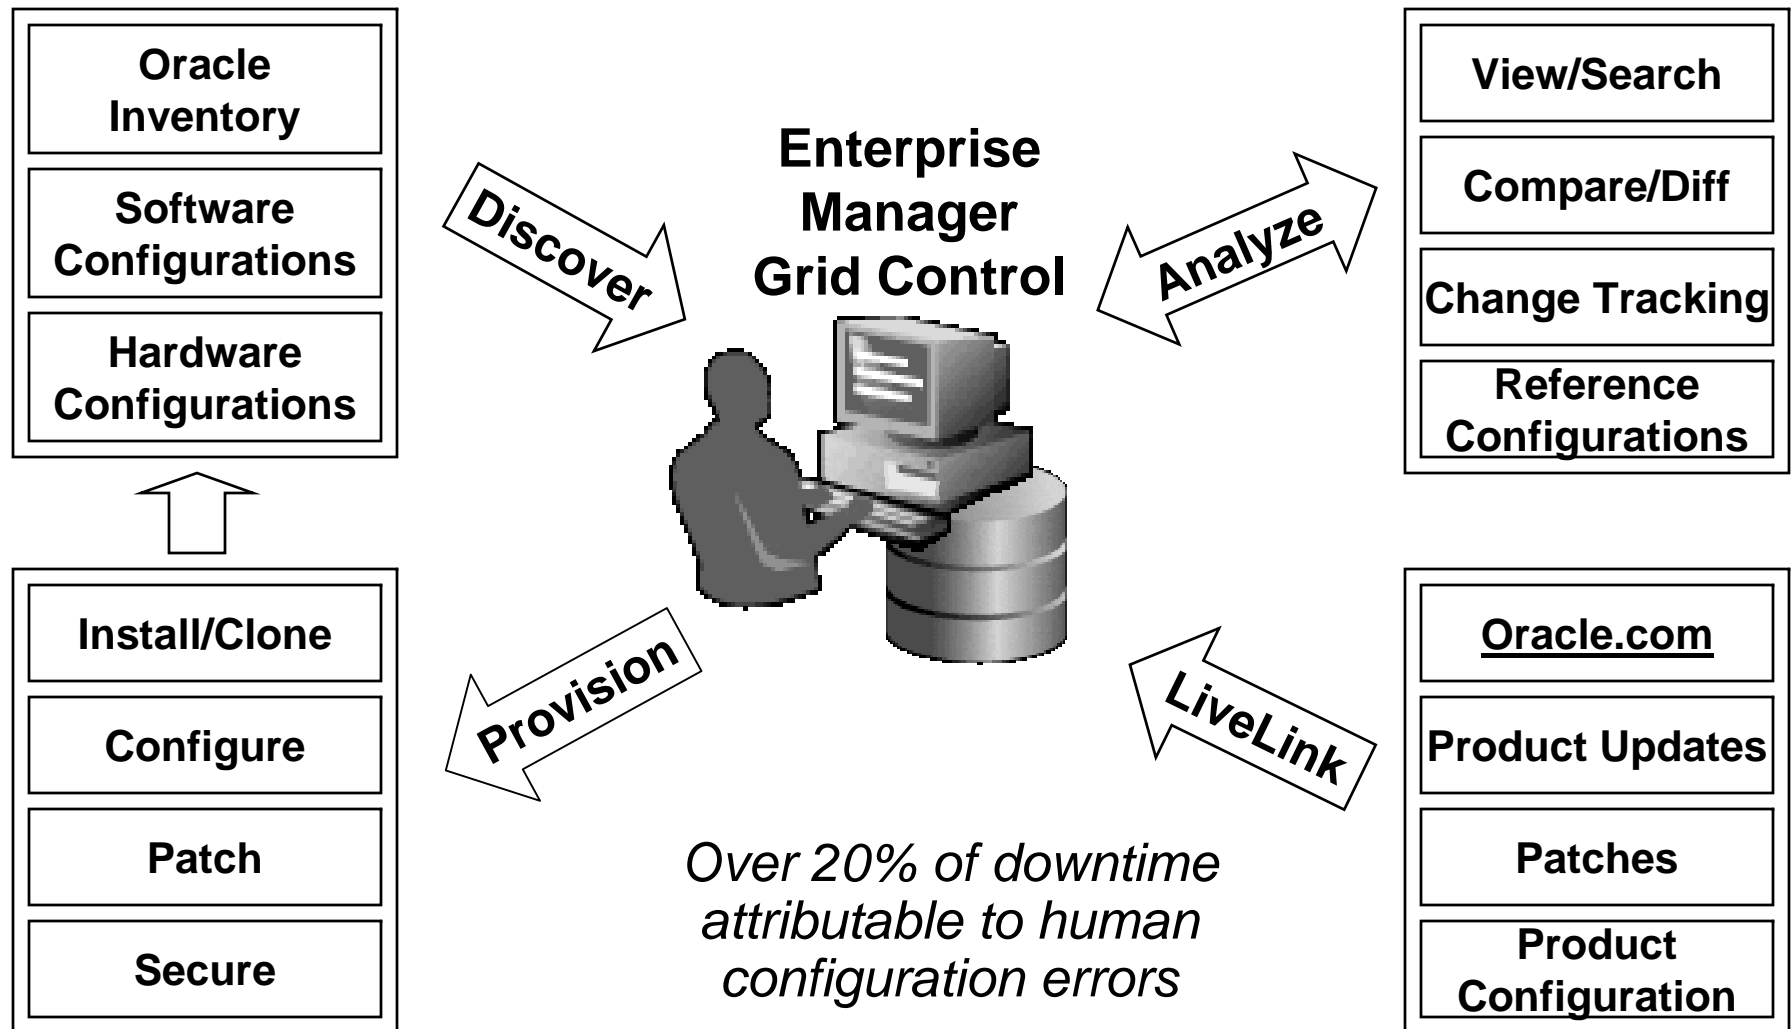 Oracle
Inventory
Software
Configurations
Hardware
Configurations
Discover
Enterprise
Manager
Grid Control
Analyze
View/Search
Compare/Diff
Change Tracking
Reference
Configurations
Install/Clone
Configure
Patch
Secure
Provision
LiveLink
Oracle.com
Product Updates
Patches
Product
Configuration
Over 20% of downtime
attributable to human
configuration errors